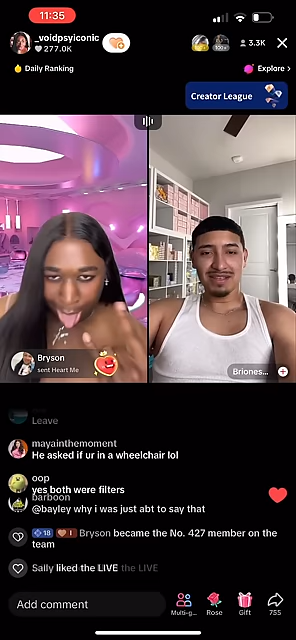 11:35
_voidpsyiconic
277.0K
100+
3.3K
Daily Ranking
Explore >
Creator League
Bryson
sent Heart Me
Briones...
Leave
mayainthemoment
He asked if ur in a wheelchair lol
oop
yes both were filters
barboon
@bayley why i was just abt to say that
18 I Bryson became the No. 427 member on the
team
Sally liked the LIVE the LIVE
Add comment
Multi-g...
Rose
Gift
755